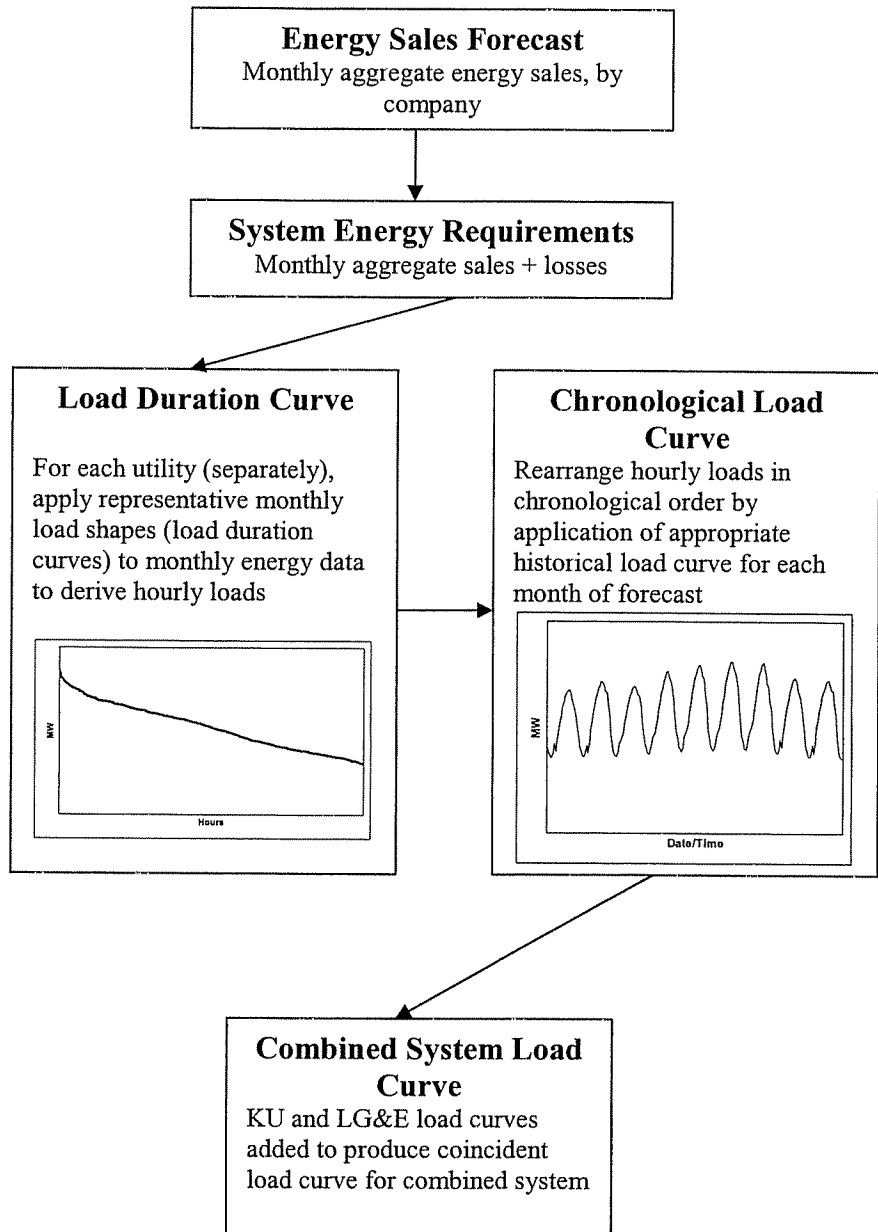 Energy Sales Forecast
Monthly aggregate energy sales, by
company
System Energy Requirements
Monthly aggregate sales + losses
Load Duration Curve
For each utility (separately),
apply representative monthly
load shapes (load duration
curves) to monthly energy data
to derive hourly loads
MW
Hours
Chronological Load
Curve
Rearrange hourly loads in
chronological order by
application of appropriate
historical load curve for each
month of forecast
MW
Date/Time
Combined System Load
Curve
KU and LG&E load curves
added to produce coincident
load curve for combined system